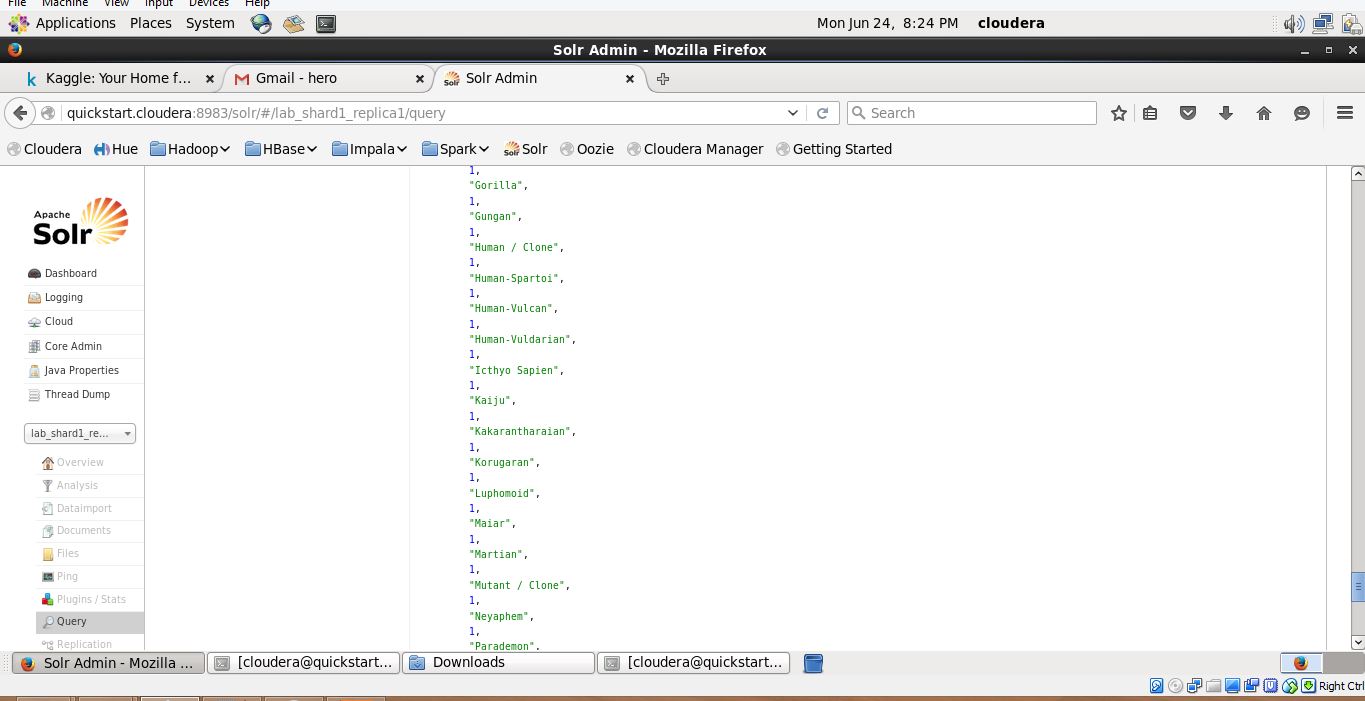 File Machine View Input Devices Help
Applications Places System Mon Jun 24, 8:24 PM cloudera
Solr Admin - Mozilla Firefox
k Kaggle: Your Home f... Gmail - hero Solr Admin
quickstart.cloudera:8983/solr/#/lab_shard1_replica1/query Search
Cloudera Hue Hadoop HBase Impala Spark Solr Oozie Cloudera Manager Getting Started
Apache
Solr
Dashboard
Logging
Cloud
Core Admin
Java Properties
Thread Dump
lab_shard1_re...
Overview
Analysis
Dataimport
Documents
Files
Ping
Plugins / Stats
Query
Replication
1,
"Gorilla",
1,
"Gungan",
1,
"Human / Clone",
1,
"Human-Spartoi",
1,
"Human-Vulcan",
1,
"Human-Vuldarian",
1,
"Icthyo Sapien",
1,
"Kaiju",
1,
"Kakarantharaian",
1,
"Korugaran",
1,
"Luphomoid",
1,
"Maiar",
1,
"Martian",
1,
"Mutant / Clone",
1,
"Neyaphem",
1,
"Parademon",
Solr Admin - Mozilla ... [cloudera@quickstart... Downloads [cloudera@quickstart...
Right Ctrl